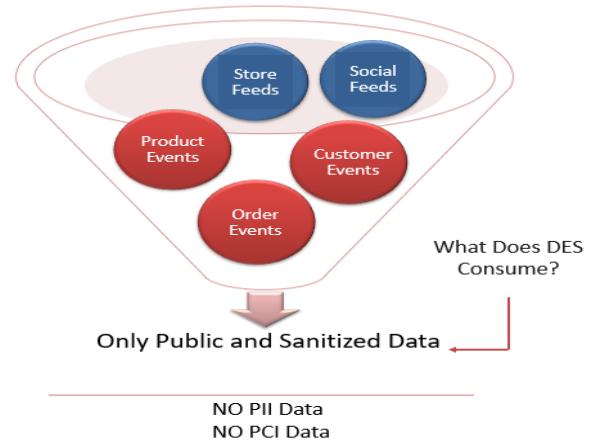 Store
Feeds
Social
Feeds
Product
Events
Customer
Events
Order
Events
What Does DES
Consume?
Only Public and Sanitized Data
NO PII Data
NO PCI Data